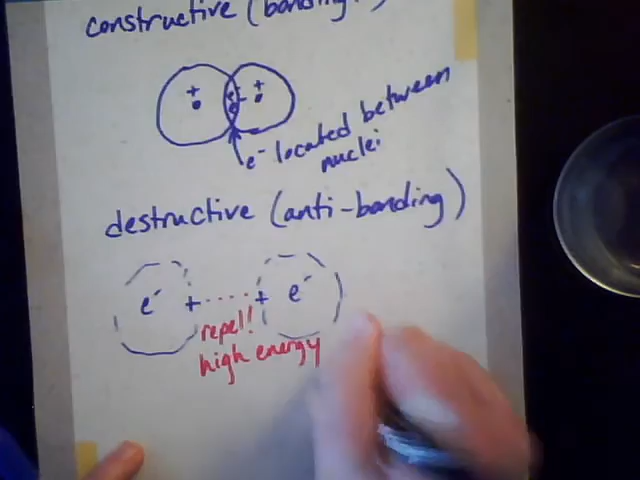 constructive (bonding)
+ +
e⁻ located between
nuclei
destructive (anti-bonding)
e⁻ + ..... + e⁻
repel!
high energy